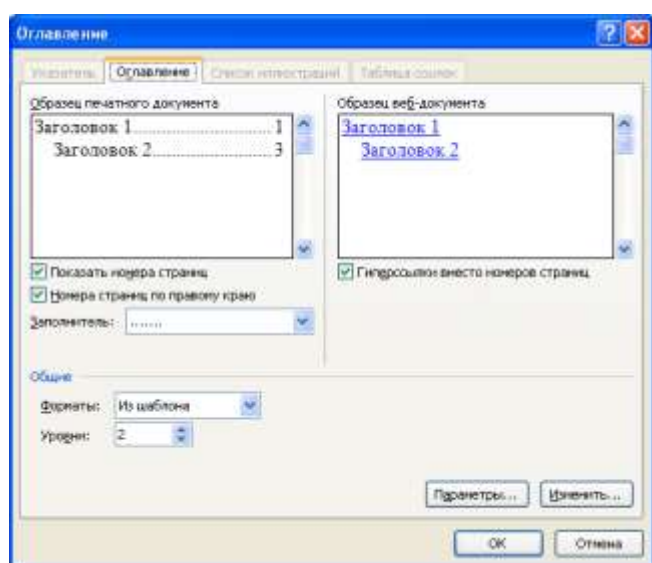 Оглавление
Указатель Оглавление Список иллюстраций Таблица ссылок
Образец печатного документа
Заголовок 1 1
Заголовок 2 3
Показать номера страниц
Номера страниц по правому краю
Заполнитель: .......
Образец веб-документа
Заголовок 1
Заголовок 2
Гиперссылки вместо номеров страниц
Общие
Форматы: Из шаблона
Уровни: 2
Параметры... Изменить...
ОК Отмена